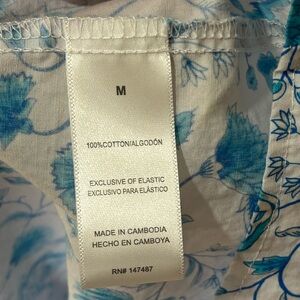 M
100%COTTON/ALGODÓN
EXCLUSIVE OF ELASTIC
EXCLUSIVO PARA ELÁSTICO
MADE IN CAMBODIA
HECHO EN CAMBOYA
RN# 147487